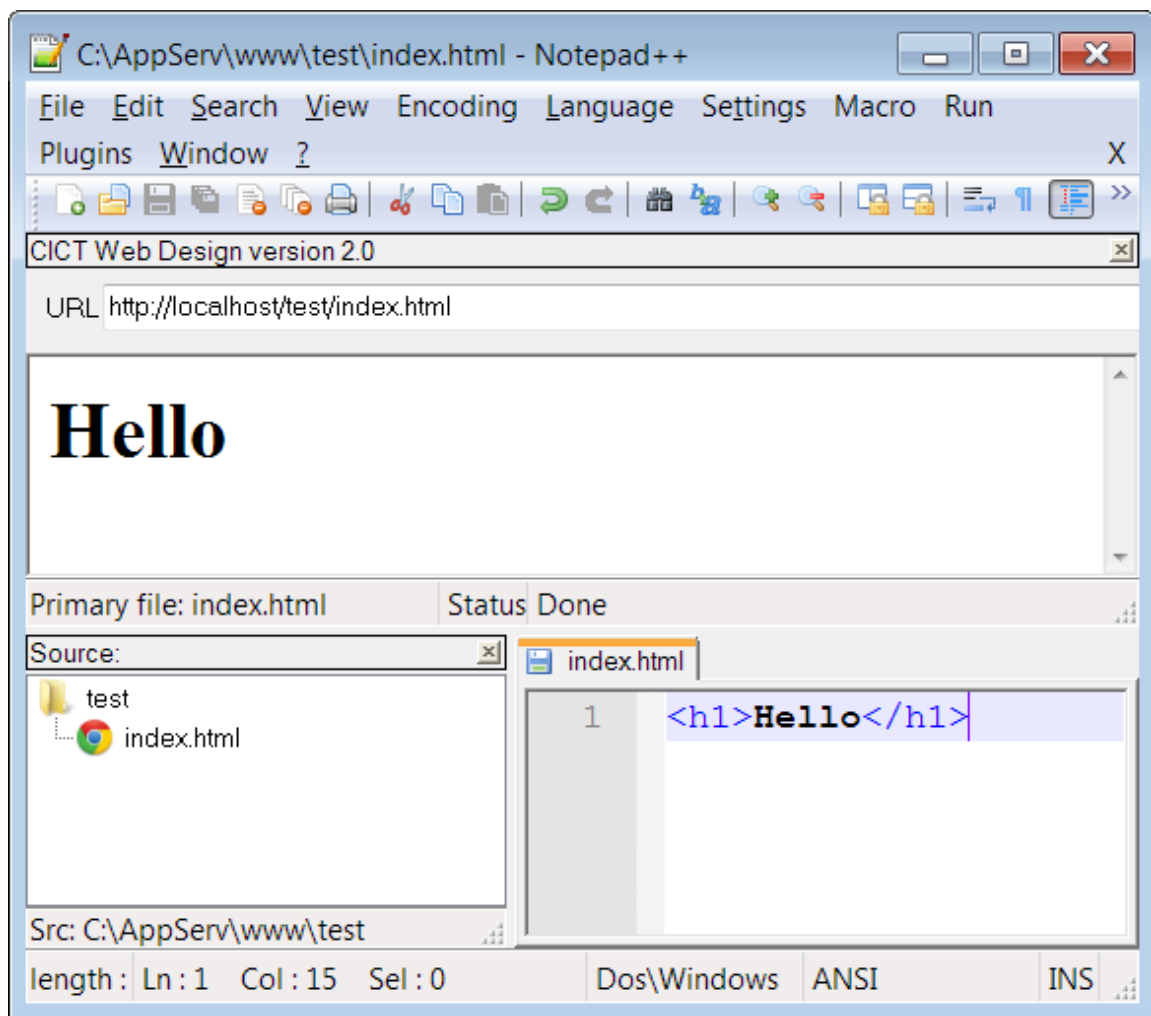 C:\AppServ\www\test\index.html - Notepad++
File Edit Search View Encoding Language Settings Macro Run
Plugins Window ? X
CICT Web Design version 2.0
URL http://localhost/test/index.html
Hello
Primary file: index.html Status Done
Source:
index.html
test
index.html
1 <h1>Hello</h1>
Src: C:\AppServ\www\test
length : Ln : 1 Col : 15 Sel : 0 Dos\Windows ANSI INS